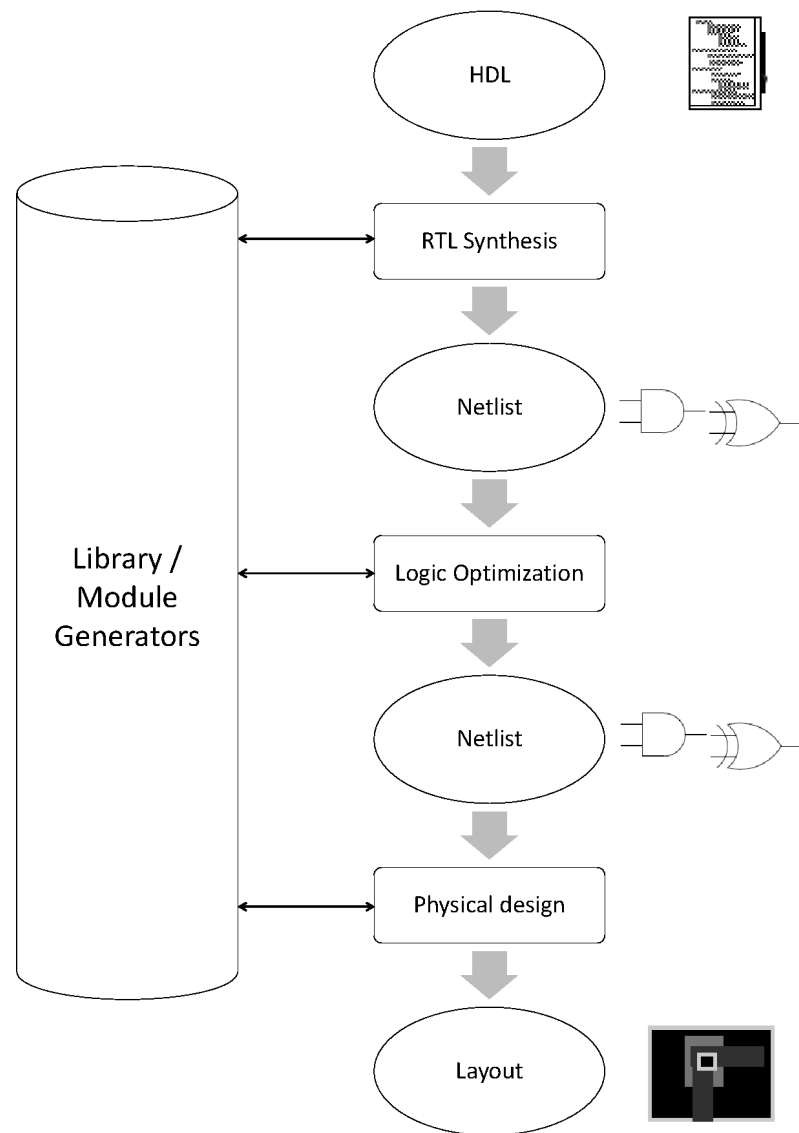 HDL
RTL Synthesis
Netlist
Library /
Module
Generators
Logic Optimization
Netlist
Physical design
Layout